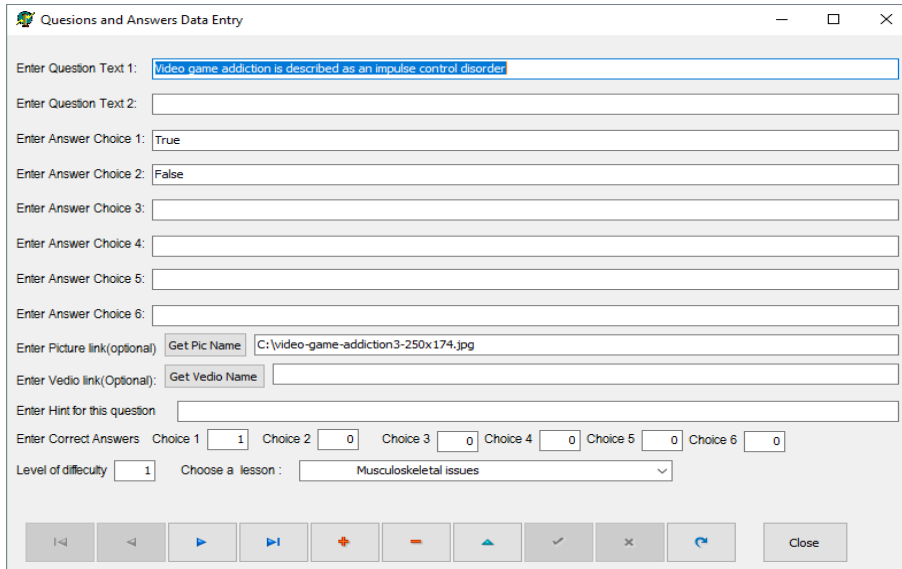 Quesions and Answers Data Entry
Enter Question Text 1: Video game addiction is described as an impulse control disorder
Enter Question Text 2:
Enter Answer Choice 1: True
Enter Answer Choice 2: False
Enter Answer Choice 3:
Enter Answer Choice 4:
Enter Answer Choice 5:
Enter Answer Choice 6:
Enter Picture link(optional) Get Pic Name C:\video-game-addiction3-250x174.jpg
Enter Vedio link(Optional): Get Vedio Name
Enter Hint for this question
Enter Correct Answers Choice 1 1 Choice 2 0 Choice 3 0 Choice 4 0 Choice 5 0 Choice 6 0
Level of diffeculty 1 Choose a lesson : Musculoskeletal issues
Close